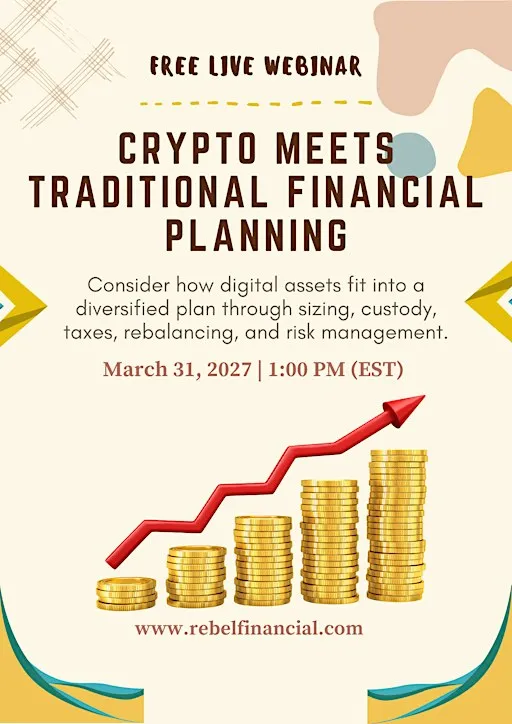 FREE LIVE WEBINAR
CRYPTO MEETS
TRADITIONAL FINANCIAL
PLANNING
Consider how digital assets fit into a
diversified plan through sizing, custody,
taxes, rebalancing, and risk management.
March 31, 2027 | 1:00 PM (EST)
www.rebelfinancial.com